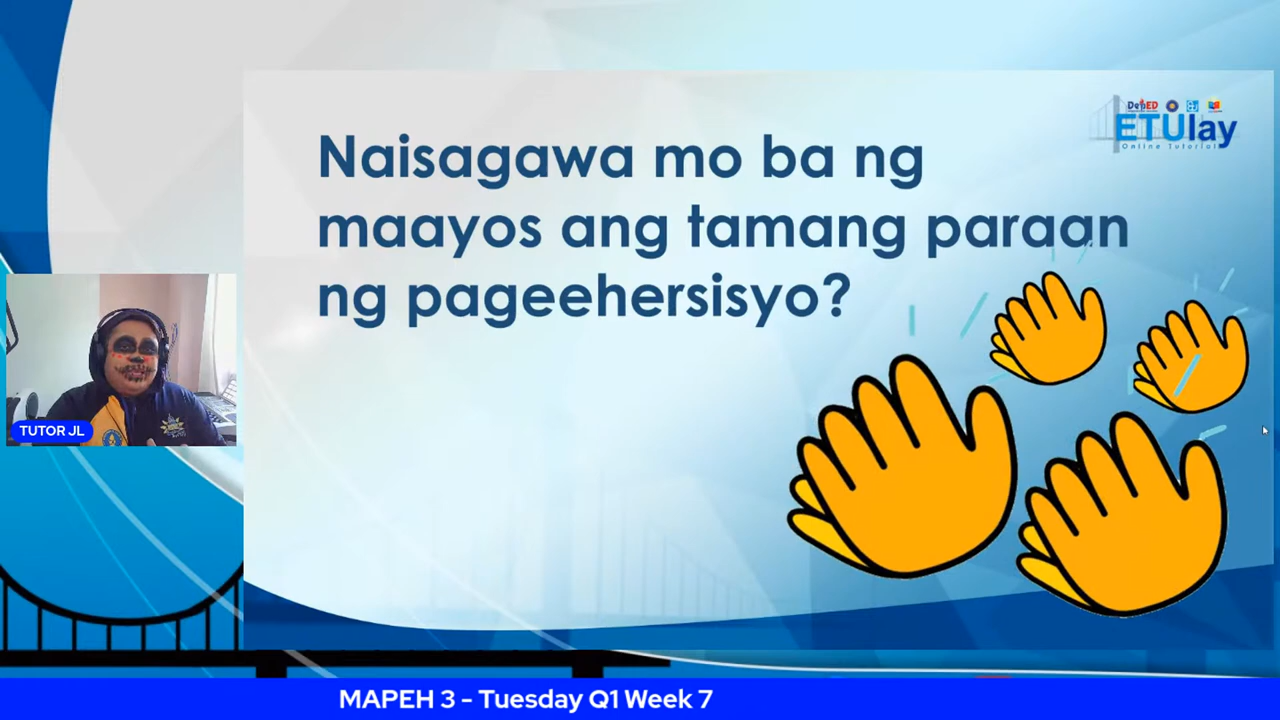 DepED
ETUlay
Online Tutorial
Naisagawa mo ba ng
maayos ang tamang paraan
ng pageehersisyo?
TUTOR JL
MAPEH 3 - Tuesday Q1 Week 7